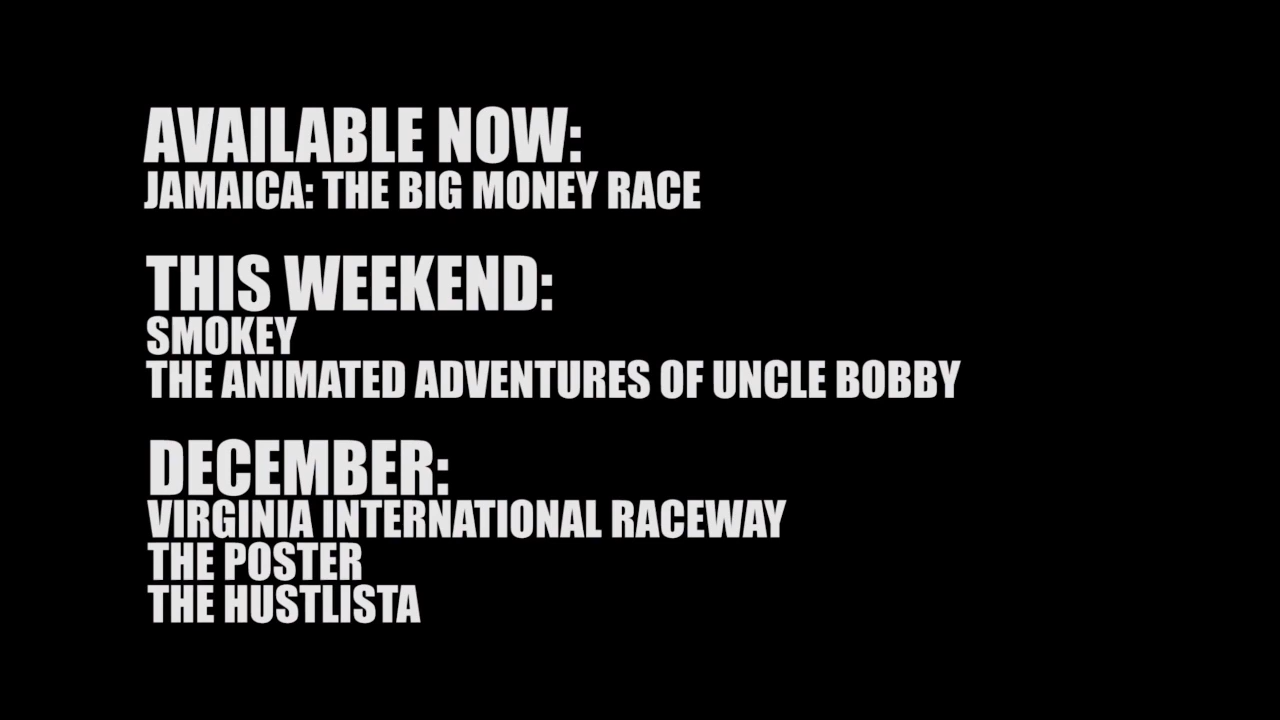 AVAILABLE NOW:
JAMAICA: THE BIG MONEY RACE
THIS WEEKEND:
SMOKEY
THE ANIMATED ADVENTURES OF UNCLE BOBBY
DECEMBER:
VIRGINIA INTERNATIONAL RACEWAY
THE POSTER
THE HUSTLISTA